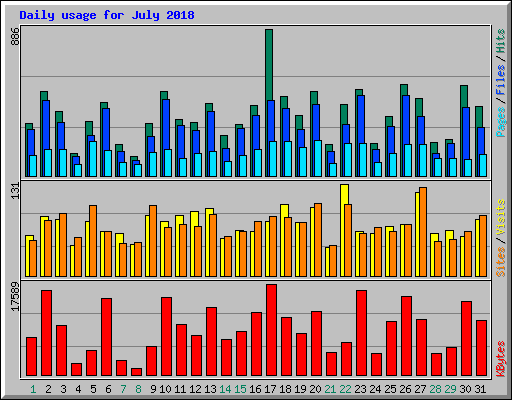 Daily usage for July 2018
886
Pages / Files / Hits
131
Sites / Visits
17589
KBytes
1 2 3 4 5 6 7 8 9 10 11 12 13 14 15 16 17 18 19 20 21 22 23 24 25 26 27 28 29 30 31